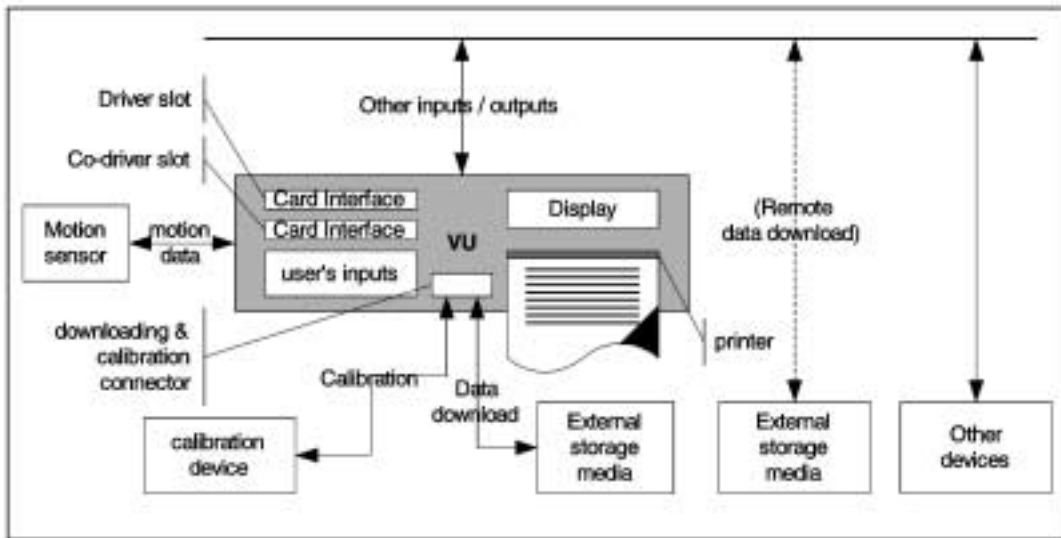 Driver slot
Other inputs / outputs
Co-driver slot
Card Interface
Card Interface
Display
(Remote
data download)
Motion
sensor
motion
data
VU
user's inputs
downloading &
calibration
connector
printer
Calibration
Data
download
calibration
device
External
storage
media
External
storage
media
Other
devices